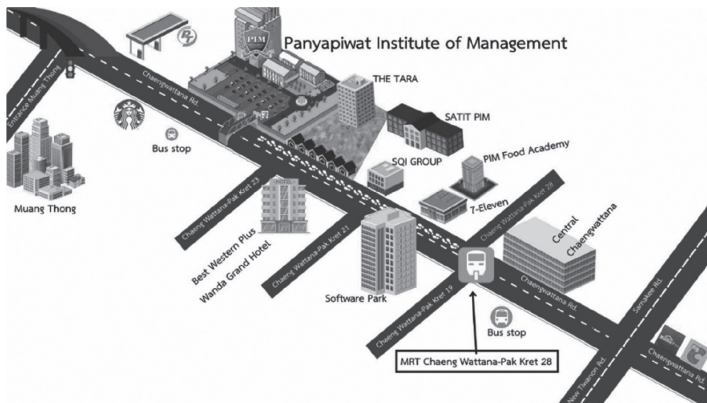 PIM
Panyapiwat Institute of Management
THE TARA
SATIT PIM
SQI GROUP
PIM Food Academy
7-Eleven
Chaengwattana Rd.
Entrance Muang Thong
Bus stop
Muang Thong
Chaeng Wattana-Pak Kret 23
HOTEL
Best Western Plus
Wanda Grand Hotel
Chaeng Wattana-Pak Kret 21
Software Park
Chaeng Wattana-Pak Kret 19
Chaeng Wattana-Pak Kret 28
Central
Chaengwattana
Chaengwattana Rd.
Bus stop
MRT Chaeng Wattana-Pak Kret 28
Samakee Rd.
New Tiwanon Rd.
Chaengwattana Rd.